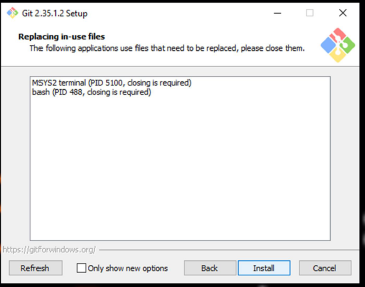 Git 2.35.1.2 Setup
Replacing in-use files
The following applications use files that need to be replaced, please close them.
MSYS2 terminal (PID 5100, closing is required)
bash (PID 488, closing is required)
https://gitforwindows.org/
Refresh
Only show new options
Back
Install
Cancel